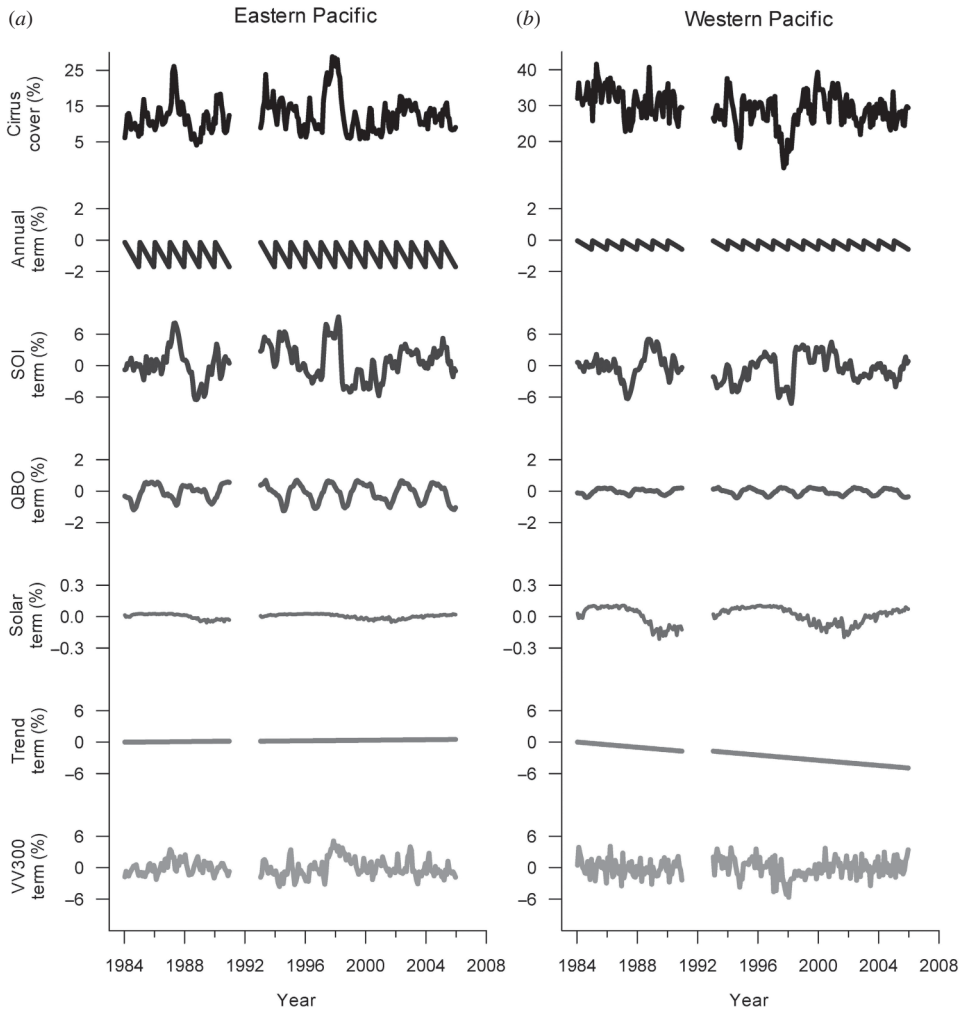 (a) Eastern Pacific
(b) Western Pacific
Cirrus
cover (%)
25
15
5
40
30
20
Annual
term (%)
2
0
−2
2
0
−2
SOI
term (%)
6
0
−6
6
0
−6
QBO
term (%)
2
0
−2
2
0
−2
Solar
term (%)
0.3
0.0
−0.3
0.3
0.0
−0.3
Trend
term (%)
6
0
−6
6
0
−6
VV300
term (%)
6
0
−6
6
0
−6
1984 1988 1992 1996 2000 2004 2008
1984 1988 1992 1996 2000 2004 2008
Year
Year